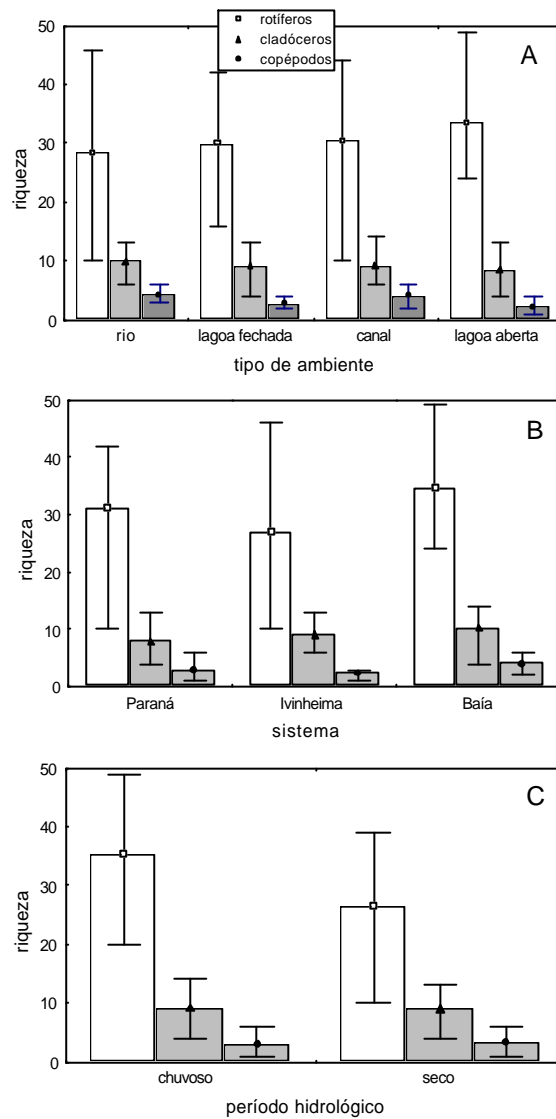 rotíferos
cladóceros
copépodos
A
50
40
30
20
10
0
riqueza
rio lagoa fechada canal lagoa aberta
tipo de ambiente
B
50
40
30
20
10
0
riqueza
Paraná Ivinheima Baía
sistema
C
50
40
30
20
10
0
riqueza
chuvoso seco
período hidrológico